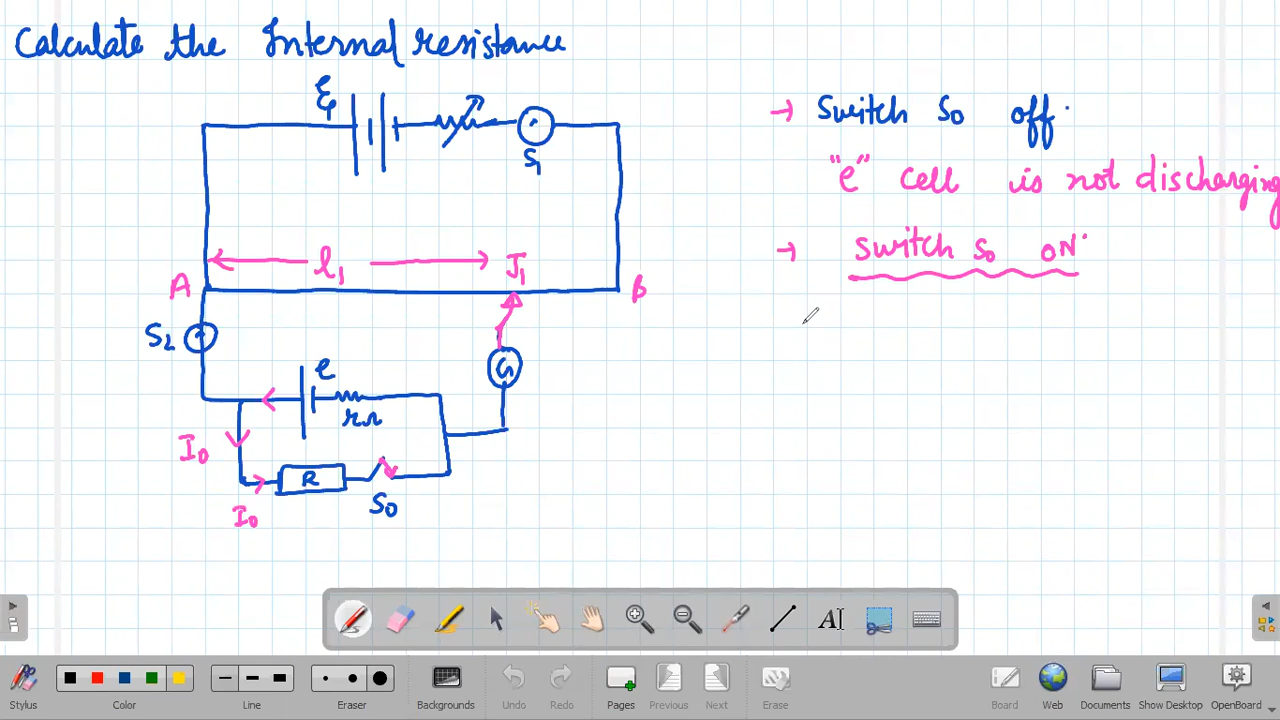 Calculate the Internal resistance
ξ₁
S₁
→ Switch S₀ off.
"e" cell is not discharging
→ Switch S₀ ON.
l₁
J₁
A
B
S₂
e
G
rΩ
I₀
R
S₀
I₀
Stylus
Color
Line
Eraser
Backgrounds
Undo
Redo
Pages
Previous
Next
Erase
Board
Web
Documents
Show Desktop
OpenBoard